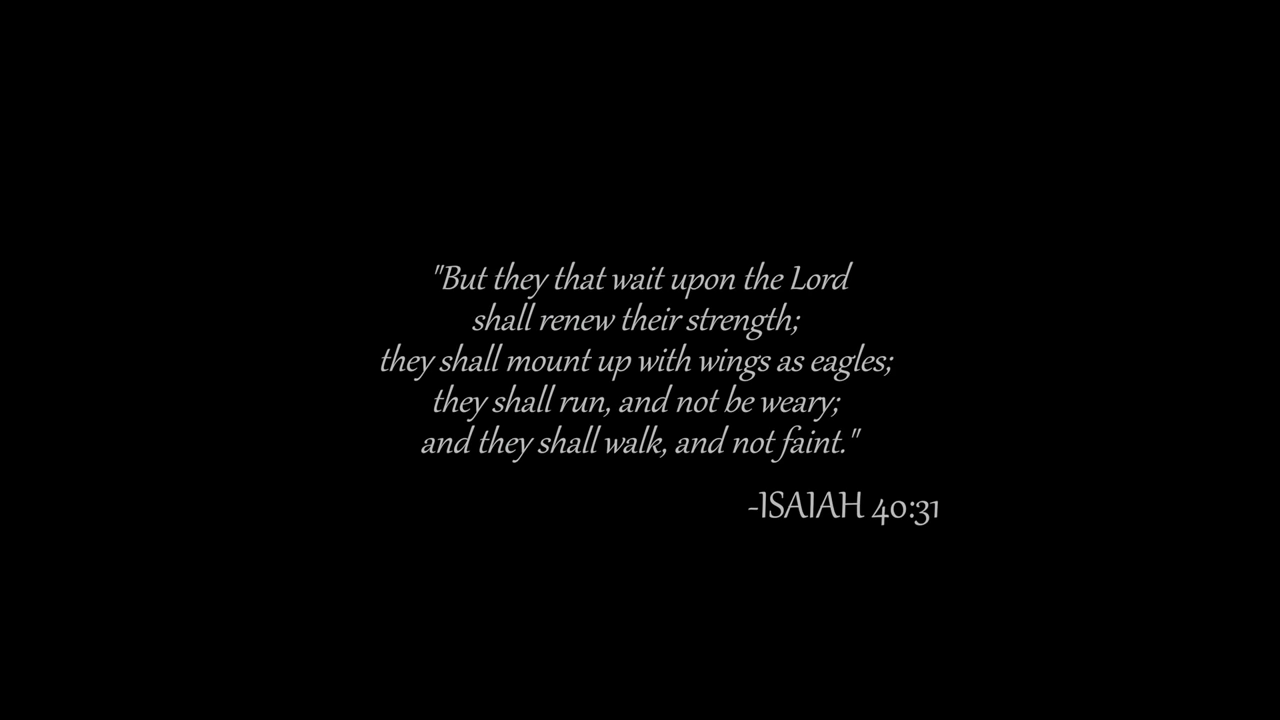 "But they that wait upon the Lord
shall renew their strength;
they shall mount up with wings as eagles;
they shall run, and not be weary;
and they shall walk, and not faint."
-ISAIAH 40:31